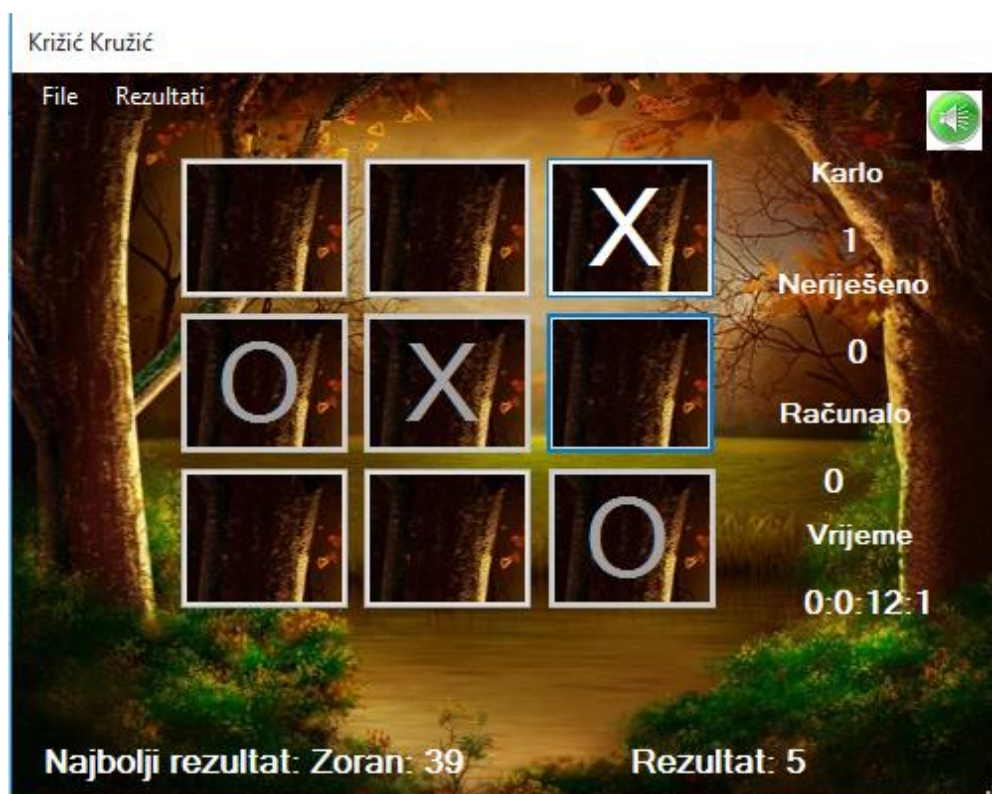 Križić Kružić
File Rezultati
Karlo
X
1
Neriješeno
0
O X
Računalo
0
O
Vrijeme
0:0:12:1
Najbolji rezultat: Zoran: 39 Rezultat: 5